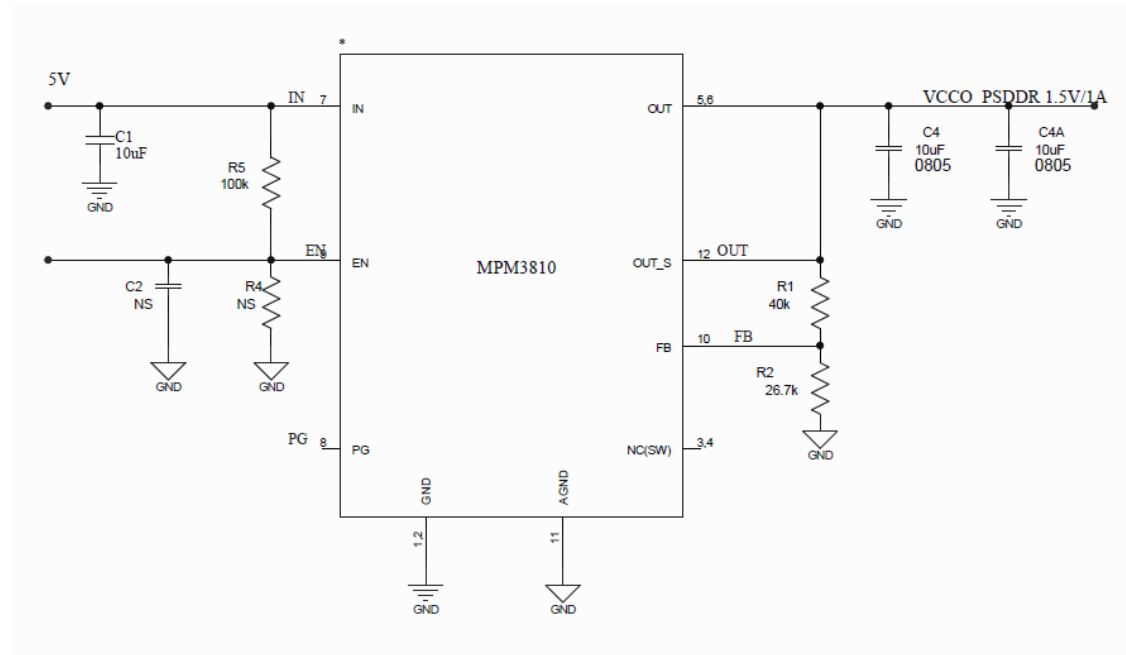 *
5V
IN 7 IN
OUT 5,6
VCCO PSDDR 1.5V/1A
C1
10uF
GND
R5
100k
C4
10uF
0805
GND
C4A
10uF
0805
GND
EN 9 EN
MPM3810
OUT_S 12 OUT
C2
NS
GND
R4
NS
GND
R1
40k
FB 10 FB
R2
26.7k
GND
PG 8 PG
NC(SW) 3,4
GND
1,2
GND
AGND
11
GND